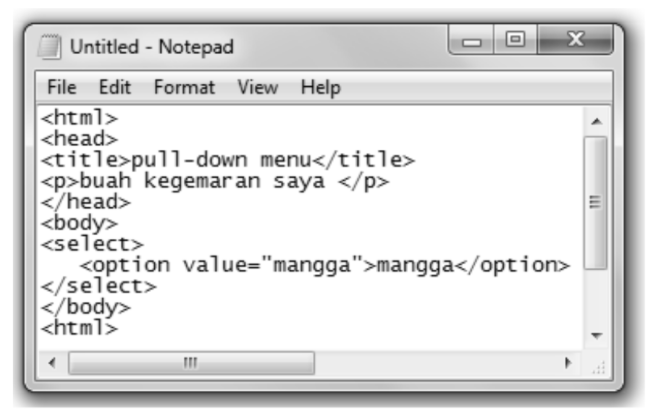 Untitled - Notepad
File Edit Format View Help
<html>
<head>
<title>pull-down menu</title>
<p>buah kegemaran saya </p>
</head>
<body>
<select>
<option value="mangga">mangga</option>
</select>
</body>
<html>